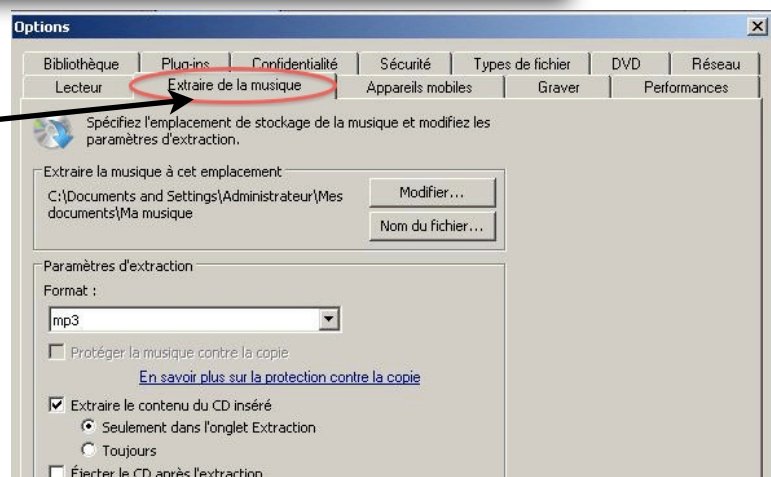 Options
Bibliothèque Plug-ins Confidentialité Sécurité Types de fichier DVD Réseau
Lecteur Extraire de la musique Appareils mobiles Graver Performances
Spécifiez l'emplacement de stockage de la musique et modifiez les
paramètres d'extraction.
Extraire la musique à cet emplacement
C:\Documents and Settings\Administrateur\Mes
documents\Ma musique
Modifier...
Nom du fichier...
Paramètres d'extraction
Format :
mp3
Protéger la musique contre la copie
En savoir plus sur la protection contre la copie
Extraire le contenu du CD inséré
Seulement dans l'onglet Extraction
Toujours
Éjecter le CD après l'extraction